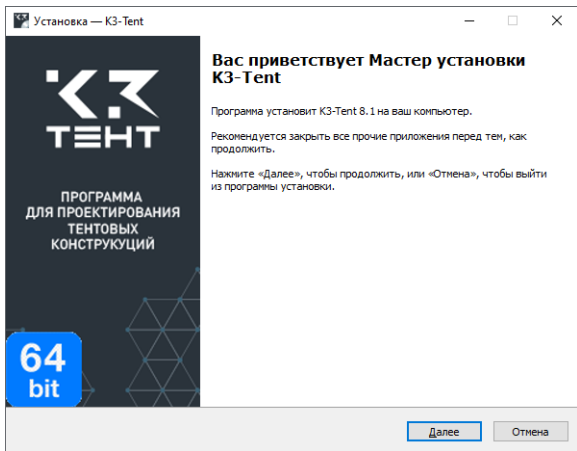 Установка — K3-Tent
Вас приветствует Мастер установки
K3-Tent
Программа установит K3-Tent 8.1 на ваш компьютер.
Рекомендуется закрыть все прочие приложения перед тем, как
продолжить.
Нажмите «Далее», чтобы продолжить, или «Отмена», чтобы выйти
из программы установки.
К3
ТЕНТ
ПРОГРАММА
ДЛЯ ПРОЕКТИРОВАНИЯ
ТЕНТОВЫХ
КОНСТРУКУЦИЙ
64
bit
Далее
Отмена